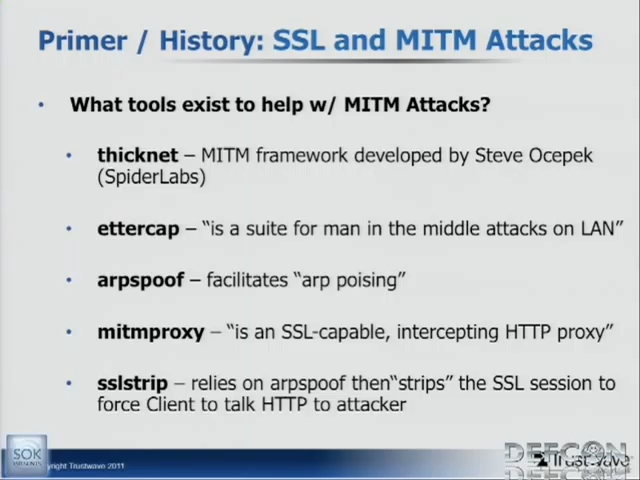 Primer / History: SSL and MITM Attacks
• What tools exist to help w/ MITM Attacks?
• thicknet – MITM framework developed by Steve Ocepek
(SpiderLabs)
• ettercap – “is a suite for man in the middle attacks on LAN”
• arpspoof – facilitates “arp poising”
• mitmproxy – “is an SSL-capable, intercepting HTTP proxy”
• sslstrip – relies on arpspoof then“strips” the SSL session to
force Client to talk HTTP to attacker
SOK
yright Trustwave 2011
DEFCON
Trustwave